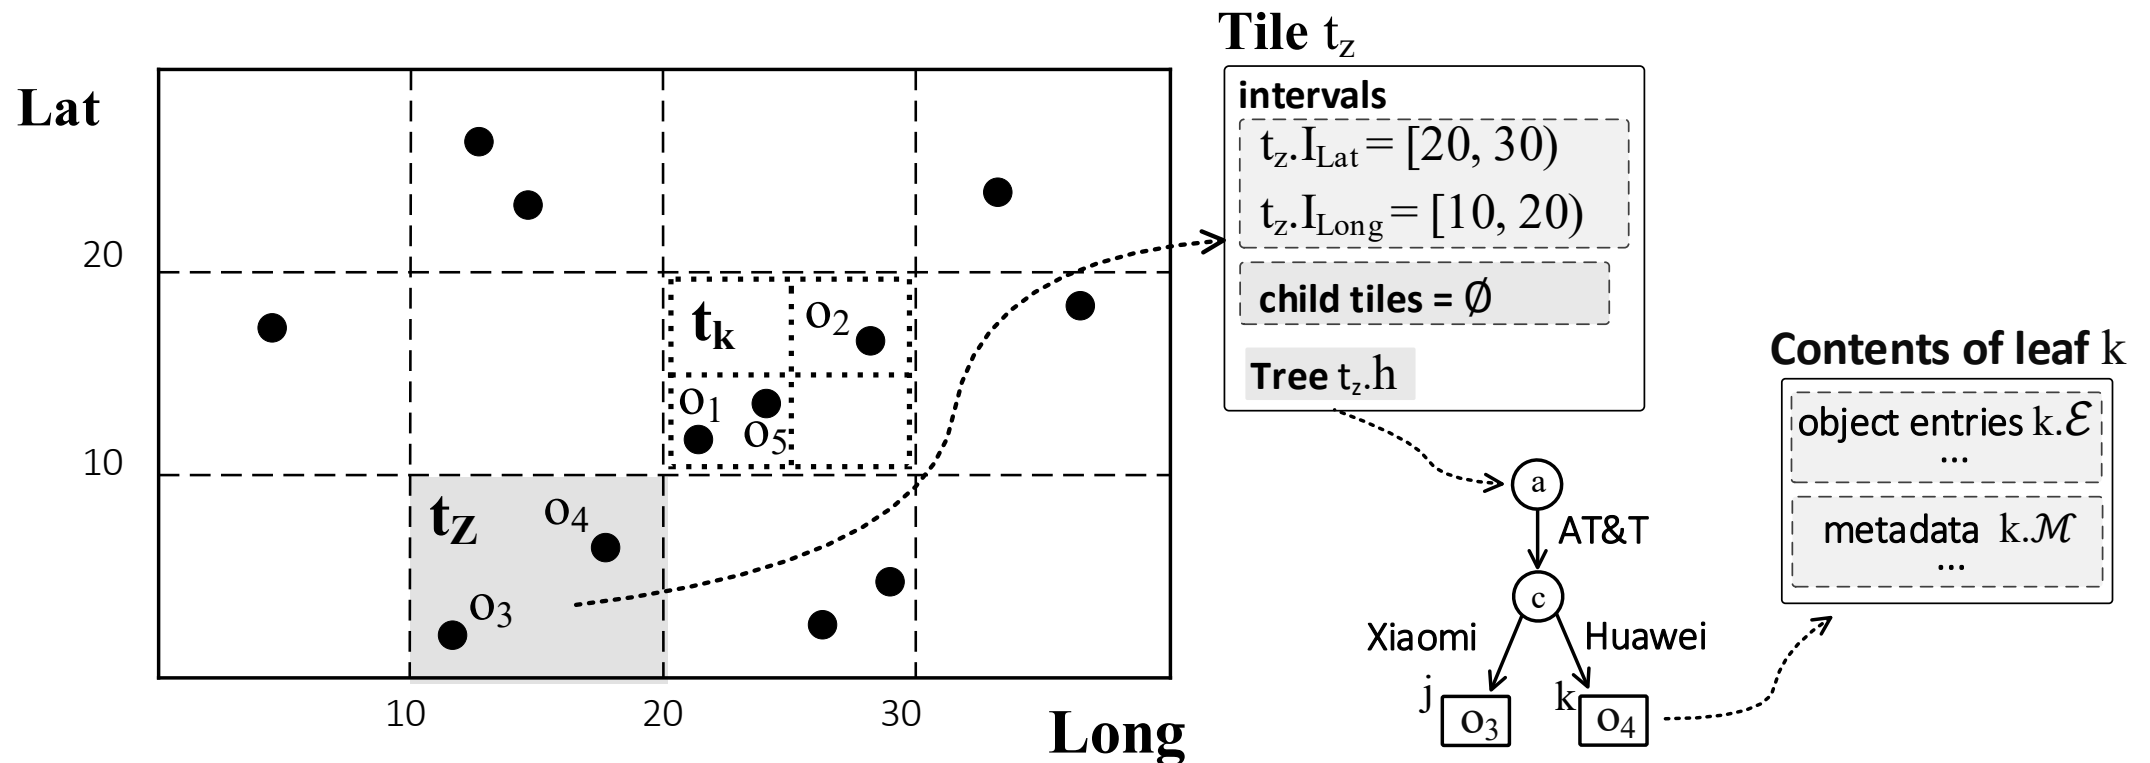 Lat
20
10
10
20
30
Long
t_k
o_2
o_1
o_5
t_Z
o_4
o_3
Tile t_z
intervals
t_z.I_Lat = [20, 30)
t_z.I_Long = [10, 20)
child tiles = ∅
Tree t_z.h
a
AT&T
c
Xiaomi
Huawei
j
o_3
k
o_4
Contents of leaf k
object entries k.ℰ
...
metadata k.ℳ
...